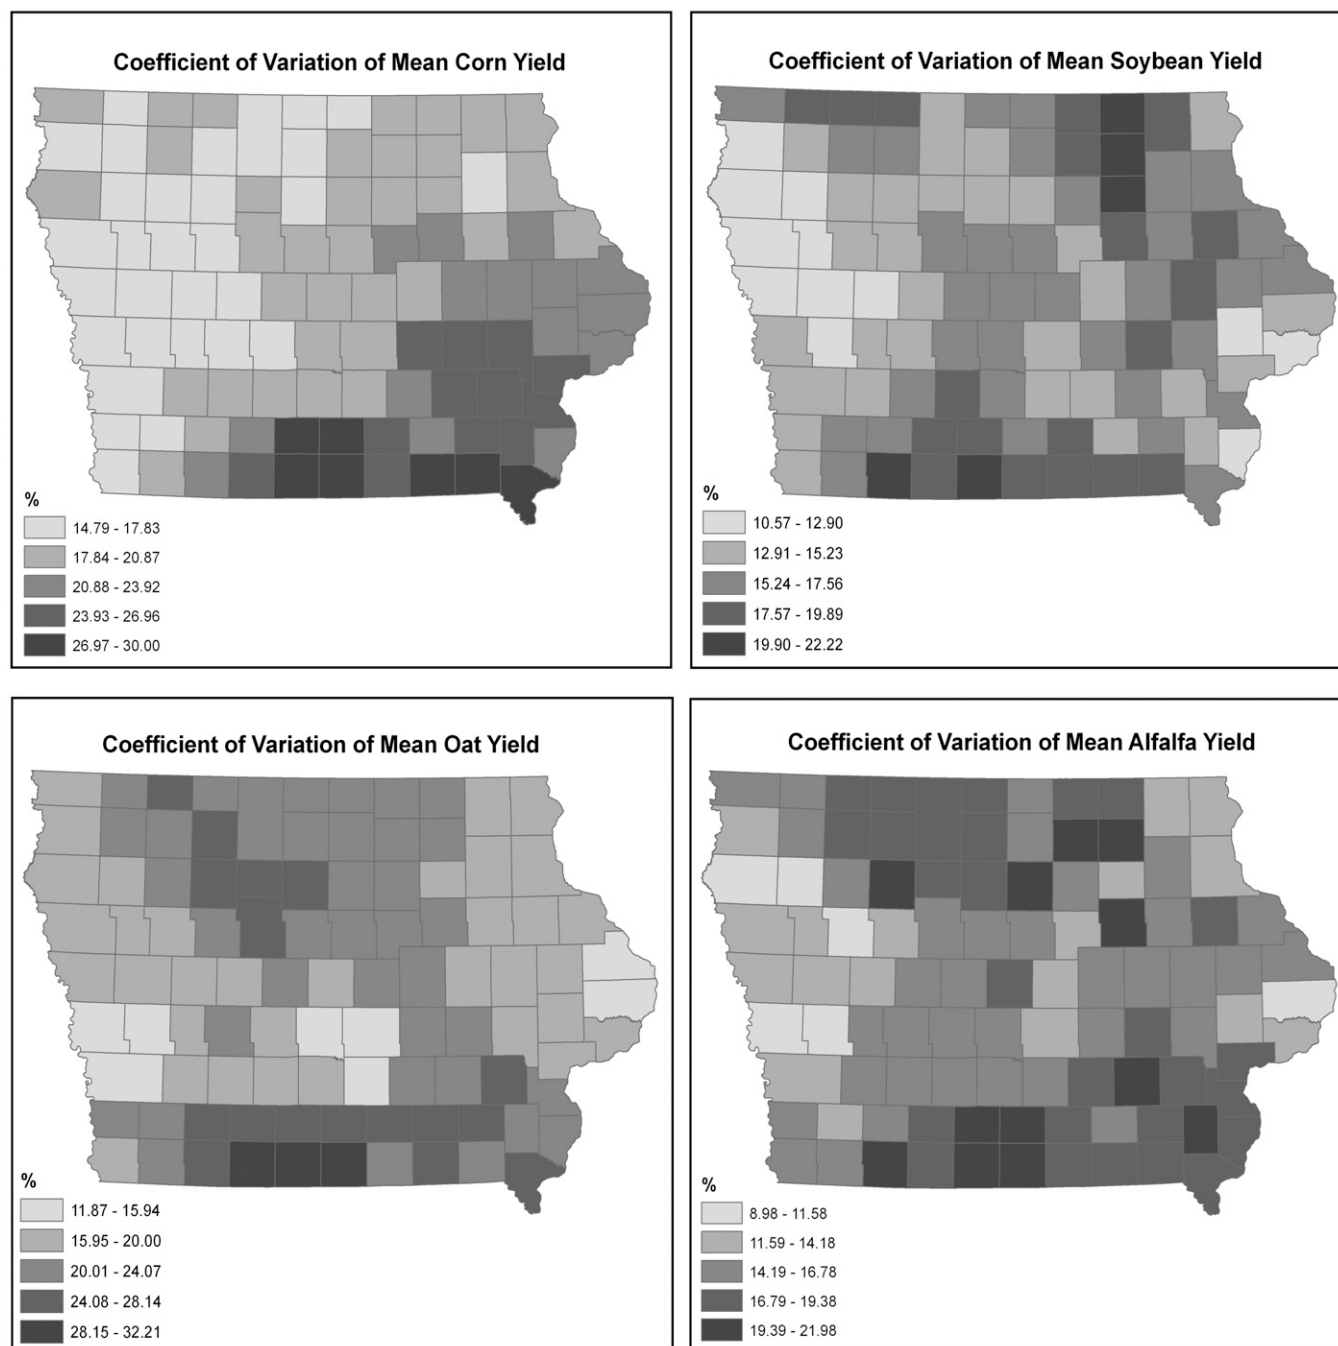 Coefficient of Variation of Mean Corn Yield
%
14.79 - 17.83
17.84 - 20.87
20.88 - 23.92
23.93 - 26.96
26.97 - 30.00
Coefficient of Variation of Mean Soybean Yield
%
10.57 - 12.90
12.91 - 15.23
15.24 - 17.56
17.57 - 19.89
19.90 - 22.22
Coefficient of Variation of Mean Oat Yield
%
11.87 - 15.94
15.95 - 20.00
20.01 - 24.07
24.08 - 28.14
28.15 - 32.21
Coefficient of Variation of Mean Alfalfa Yield
%
8.98 - 11.58
11.59 - 14.18
14.19 - 16.78
16.79 - 19.38
19.39 - 21.98